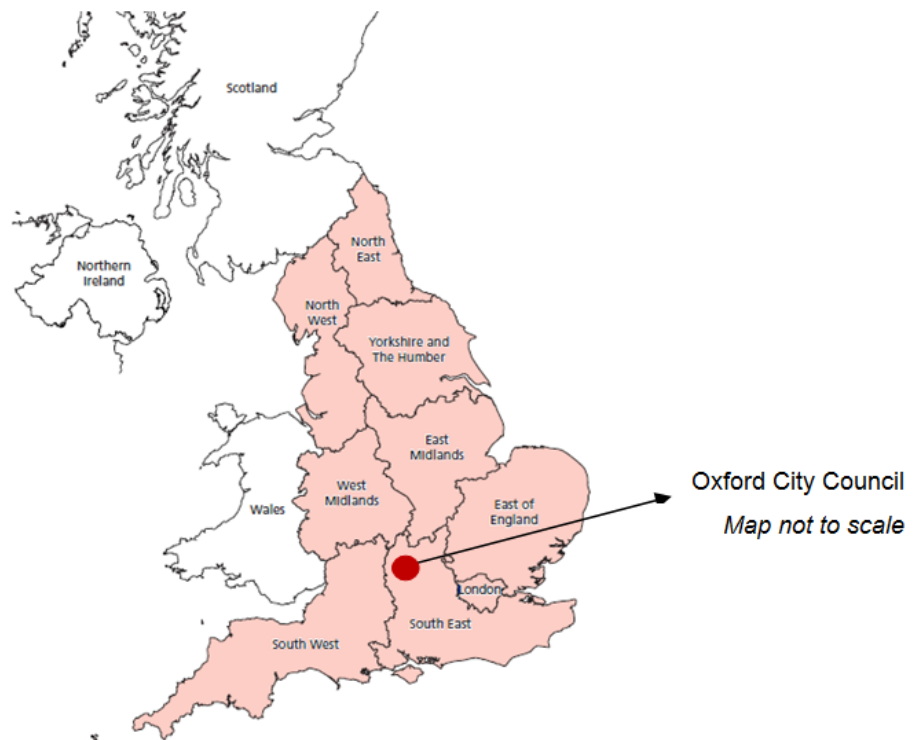 Scotland
North
East
Northern
Ireland
North
West
Yorkshire and
The Humber
East
Midlands
West
Midlands
Wales
East of
England
Oxford City Council
Map not to scale
London
South East
South West